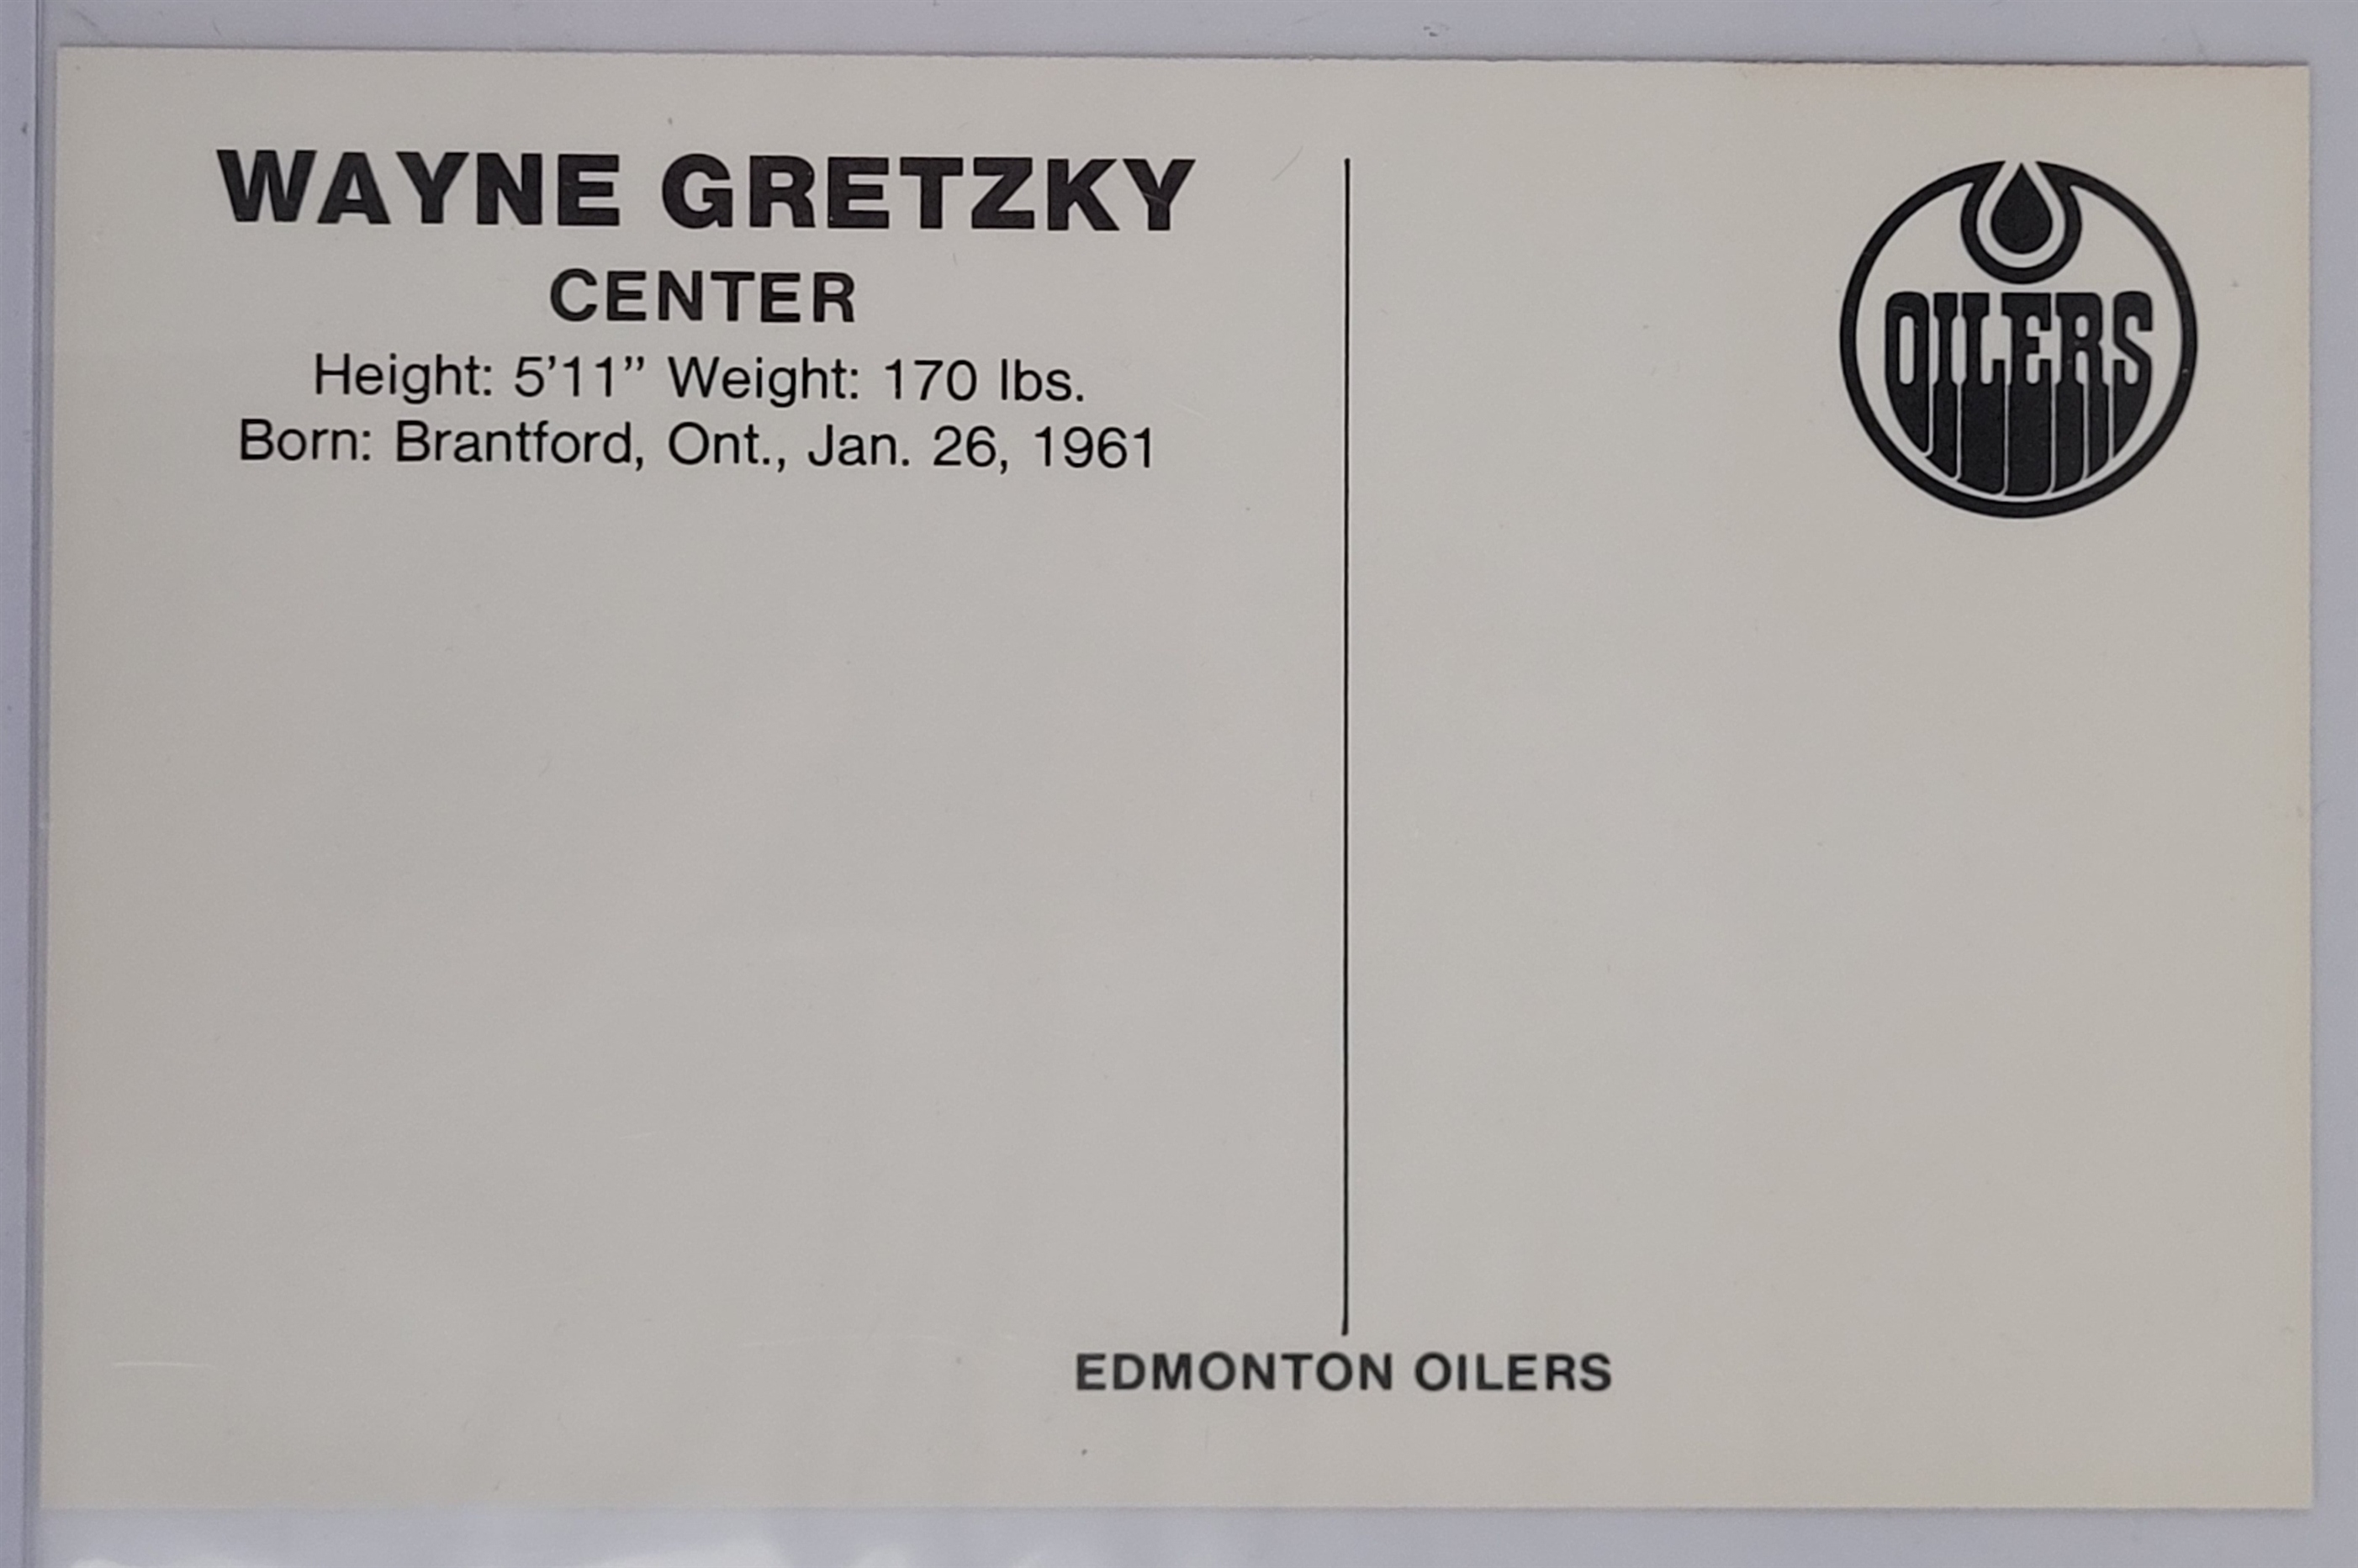 WAYNE GRETZKY
CENTER
Height: 5’11” Weight: 170 lbs.
Born: Brantford, Ont., Jan. 26, 1961
OILERS
EDMONTON OILERS